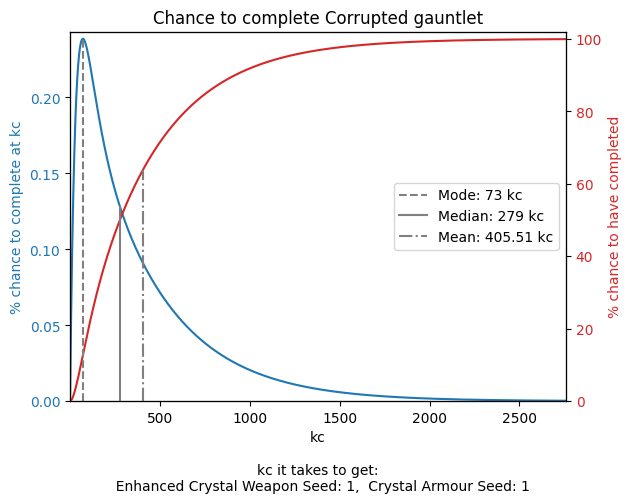 Chance to complete Corrupted gauntlet
% chance to complete at kc
0.20
0.15
0.10
0.05
0.00
100
80
60
40
20
0
% chance to have completed
Mode: 73 kc
Median: 279 kc
Mean: 405.51 kc
500 1000 1500 2000 2500
kc
kc it takes to get:
Enhanced Crystal Weapon Seed: 1,  Crystal Armour Seed: 1